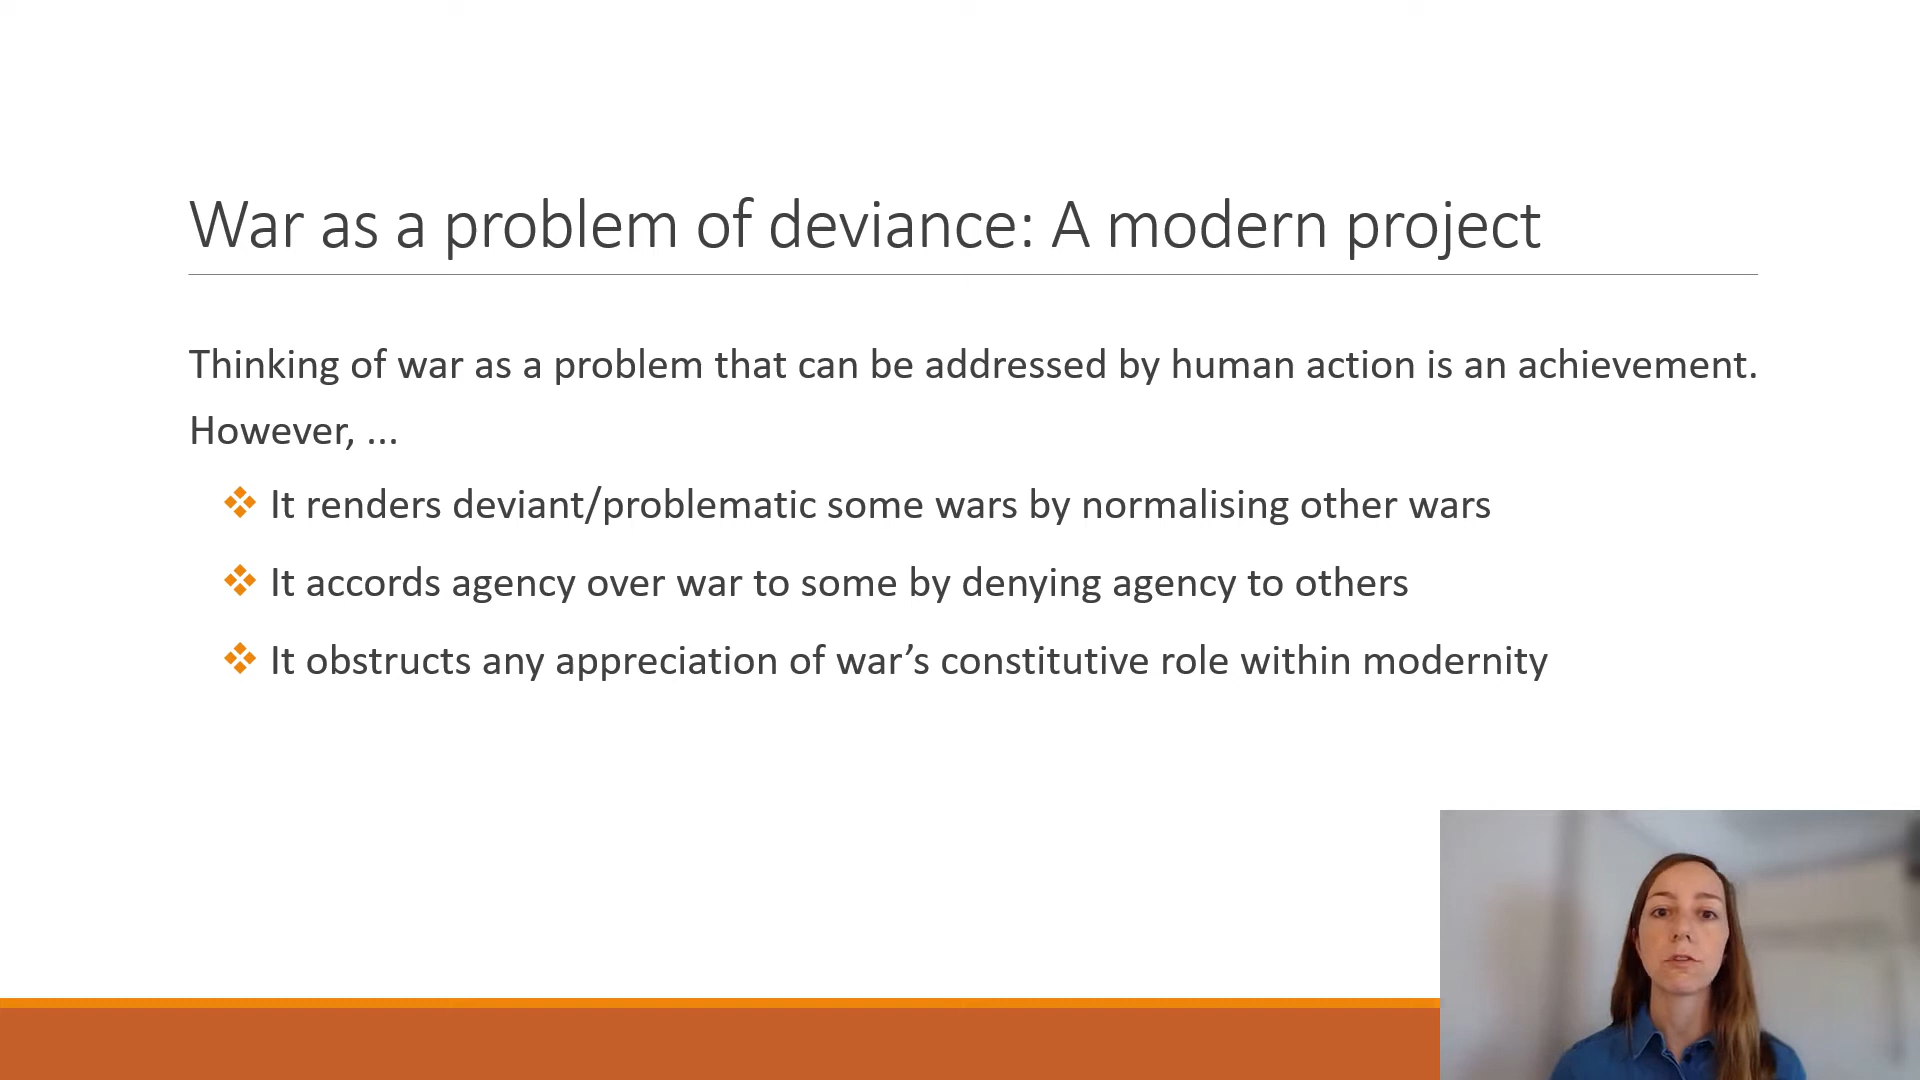 War as a problem of deviance: A modern project
Thinking of war as a problem that can be addressed by human action is an achievement.
However, ...
It renders deviant/problematic some wars by normalising other wars
It accords agency over war to some by denying agency to others
It obstructs any appreciation of war’s constitutive role within modernity